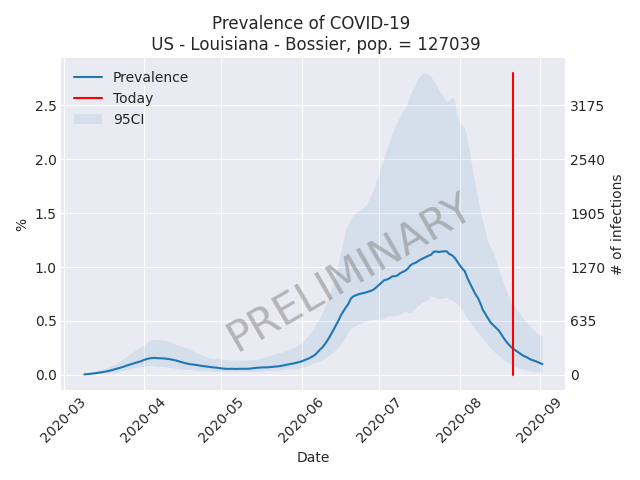 Prevalence of COVID-19
US - Louisiana - Bossier, pop. = 127039
Prevalence
Today
95CI
PRELIMINARY
%
2.5
2.0
1.5
1.0
0.5
0.0
3175
2540
1905
1270
635
0
# of infections
2020-03
2020-04
2020-05
2020-06
2020-07
2020-08
2020-09
Date